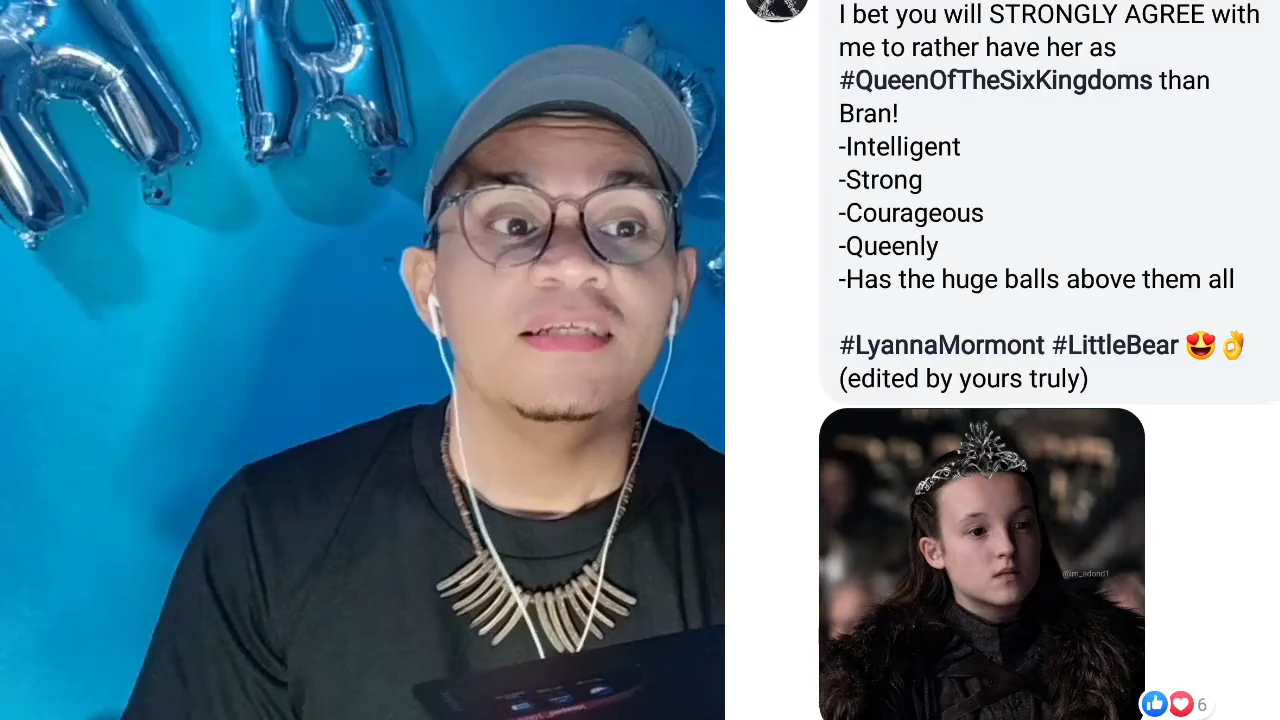 I bet you will STRONGLY AGREE with
me to rather have her as
#QueenOfTheSixKingdoms than
Bran!
-Intelligent
-Strong
-Courageous
-Queenly
-Has the huge balls above them all
#LyannaMormont #LittleBear 😍👌
(edited by yours truly)
@m_adond1
6